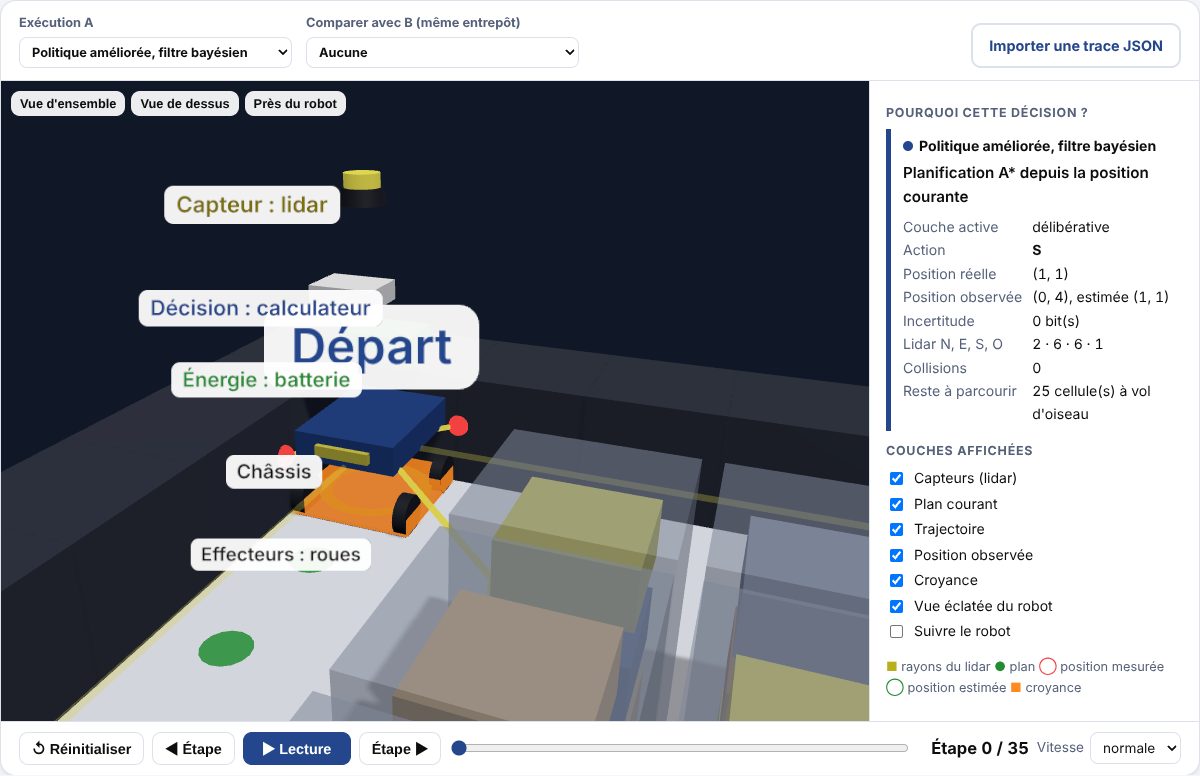 Exécution A
Comparer avec B (même entrepôt)
Politique améliorée, filtre bayésien
Aucune
Importer une trace JSON
Vue d'ensemble
Vue de dessus
Près du robot
Capteur : lidar
Décision : calculateur
Départ
Énergie : batterie
Châssis
Effecteurs : roues
POURQUOI CETTE DÉCISION ?
Politique améliorée, filtre bayésien
Planification A* depuis la position
courante
Couche active délibérative
Action S
Position réelle (1, 1)
Position observée (0, 4), estimée (1, 1)
Incertitude 0 bit(s)
Lidar N, E, S, O 2 · 6 · 6 · 1
Collisions 0
Reste à parcourir 25 cellule(s) à vol
d'oiseau
COUCHES AFFICHÉES
Capteurs (lidar)
Plan courant
Trajectoire
Position observée
Croyance
Vue éclatée du robot
Suivre le robot
rayons du lidar plan position mesurée
position estimée croyance
↺ Réinitialiser
◀ Étape
▶ Lecture
Étape ▶
Étape 0 / 35
Vitesse
normale